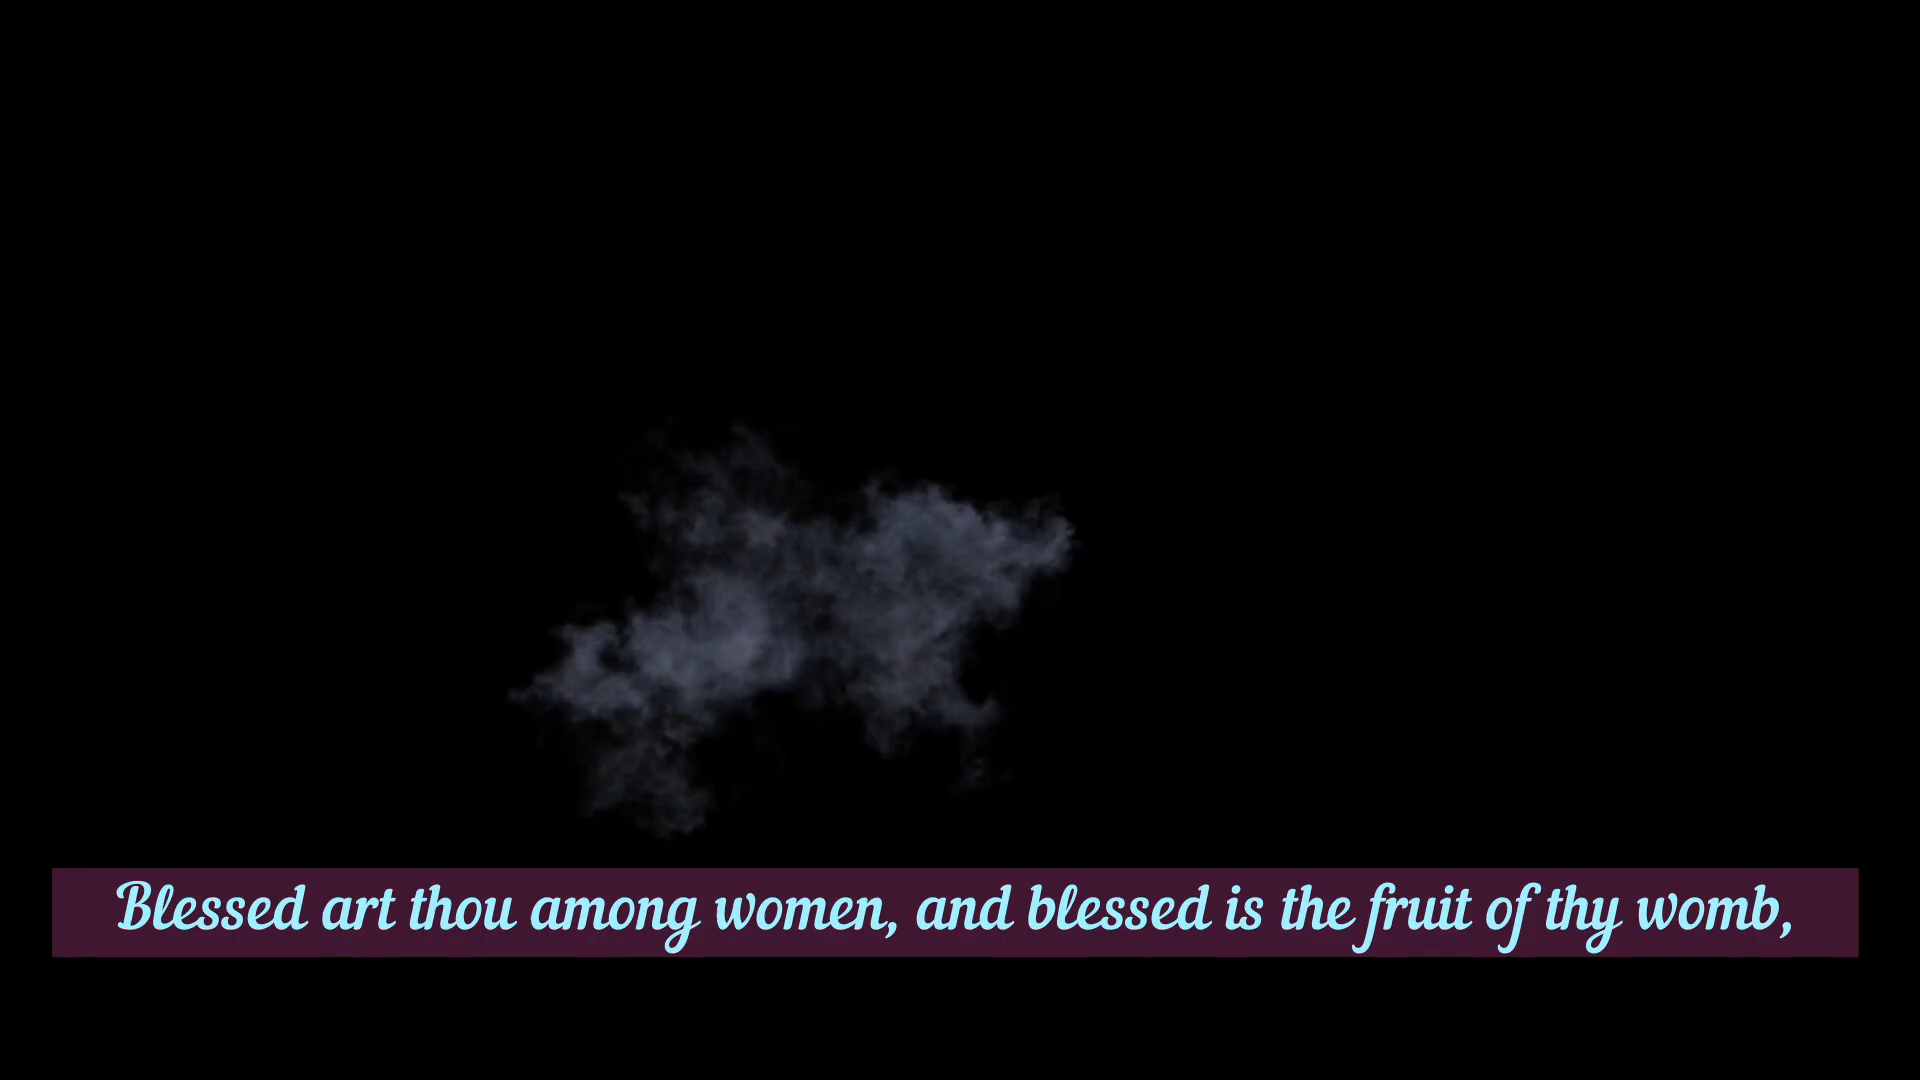 Blessed art thou among women, and blessed is the fruit of thy womb,